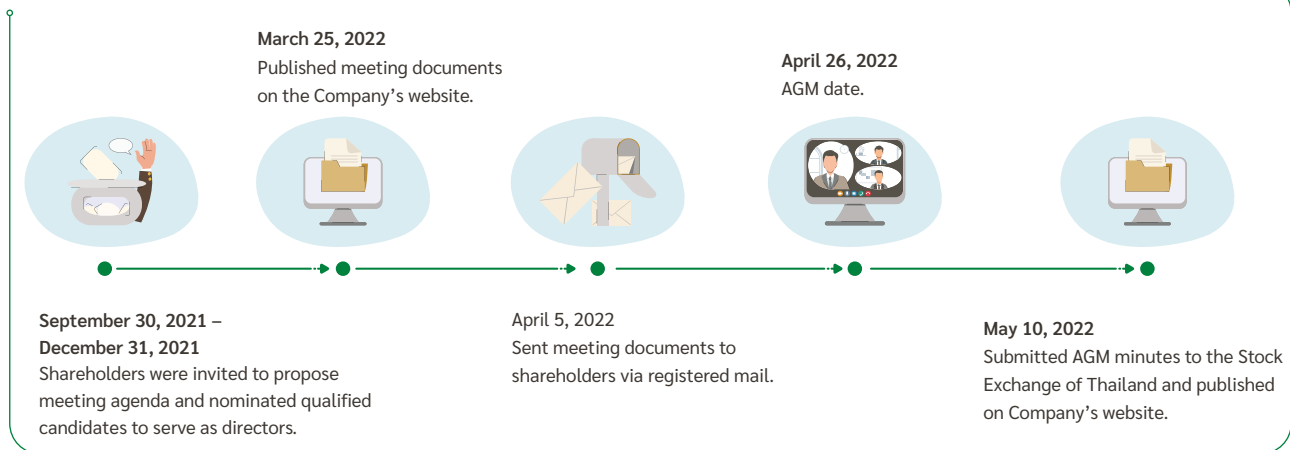 September 30, 2021 –
December 31, 2021
Shareholders were invited to propose
meeting agenda and nominated qualified
candidates to serve as directors.
March 25, 2022
Published meeting documents
on the Company’s website.
April 5, 2022
Sent meeting documents to
shareholders via registered mail.
April 26, 2022
AGM date.
May 10, 2022
Submitted AGM minutes to the Stock
Exchange of Thailand and published
on Company’s website.